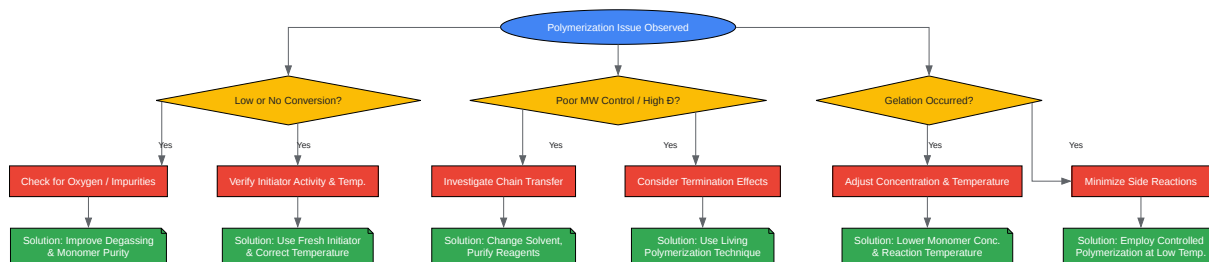 Polymerization Issue Observed
Low or No Conversion?
Poor MW Control / High Đ?
Gelation Occurred?
Yes
Yes
Yes
Yes
Yes
Yes
Check for Oxygen / Impurities
Verify Initiator Activity & Temp.
Investigate Chain Transfer
Consider Termination Effects
Adjust Concentration & Temperature
Minimize Side Reactions
Solution: Improve Degassing
& Monomer Purity
Solution: Use Fresh Initiator
& Correct Temperature
Solution: Change Solvent,
Purify Reagents
Solution: Use Living
Polymerization Technique
Solution: Lower Monomer Conc.
& Reaction Temperature
Solution: Employ Controlled
Polymerization at Low Temp.